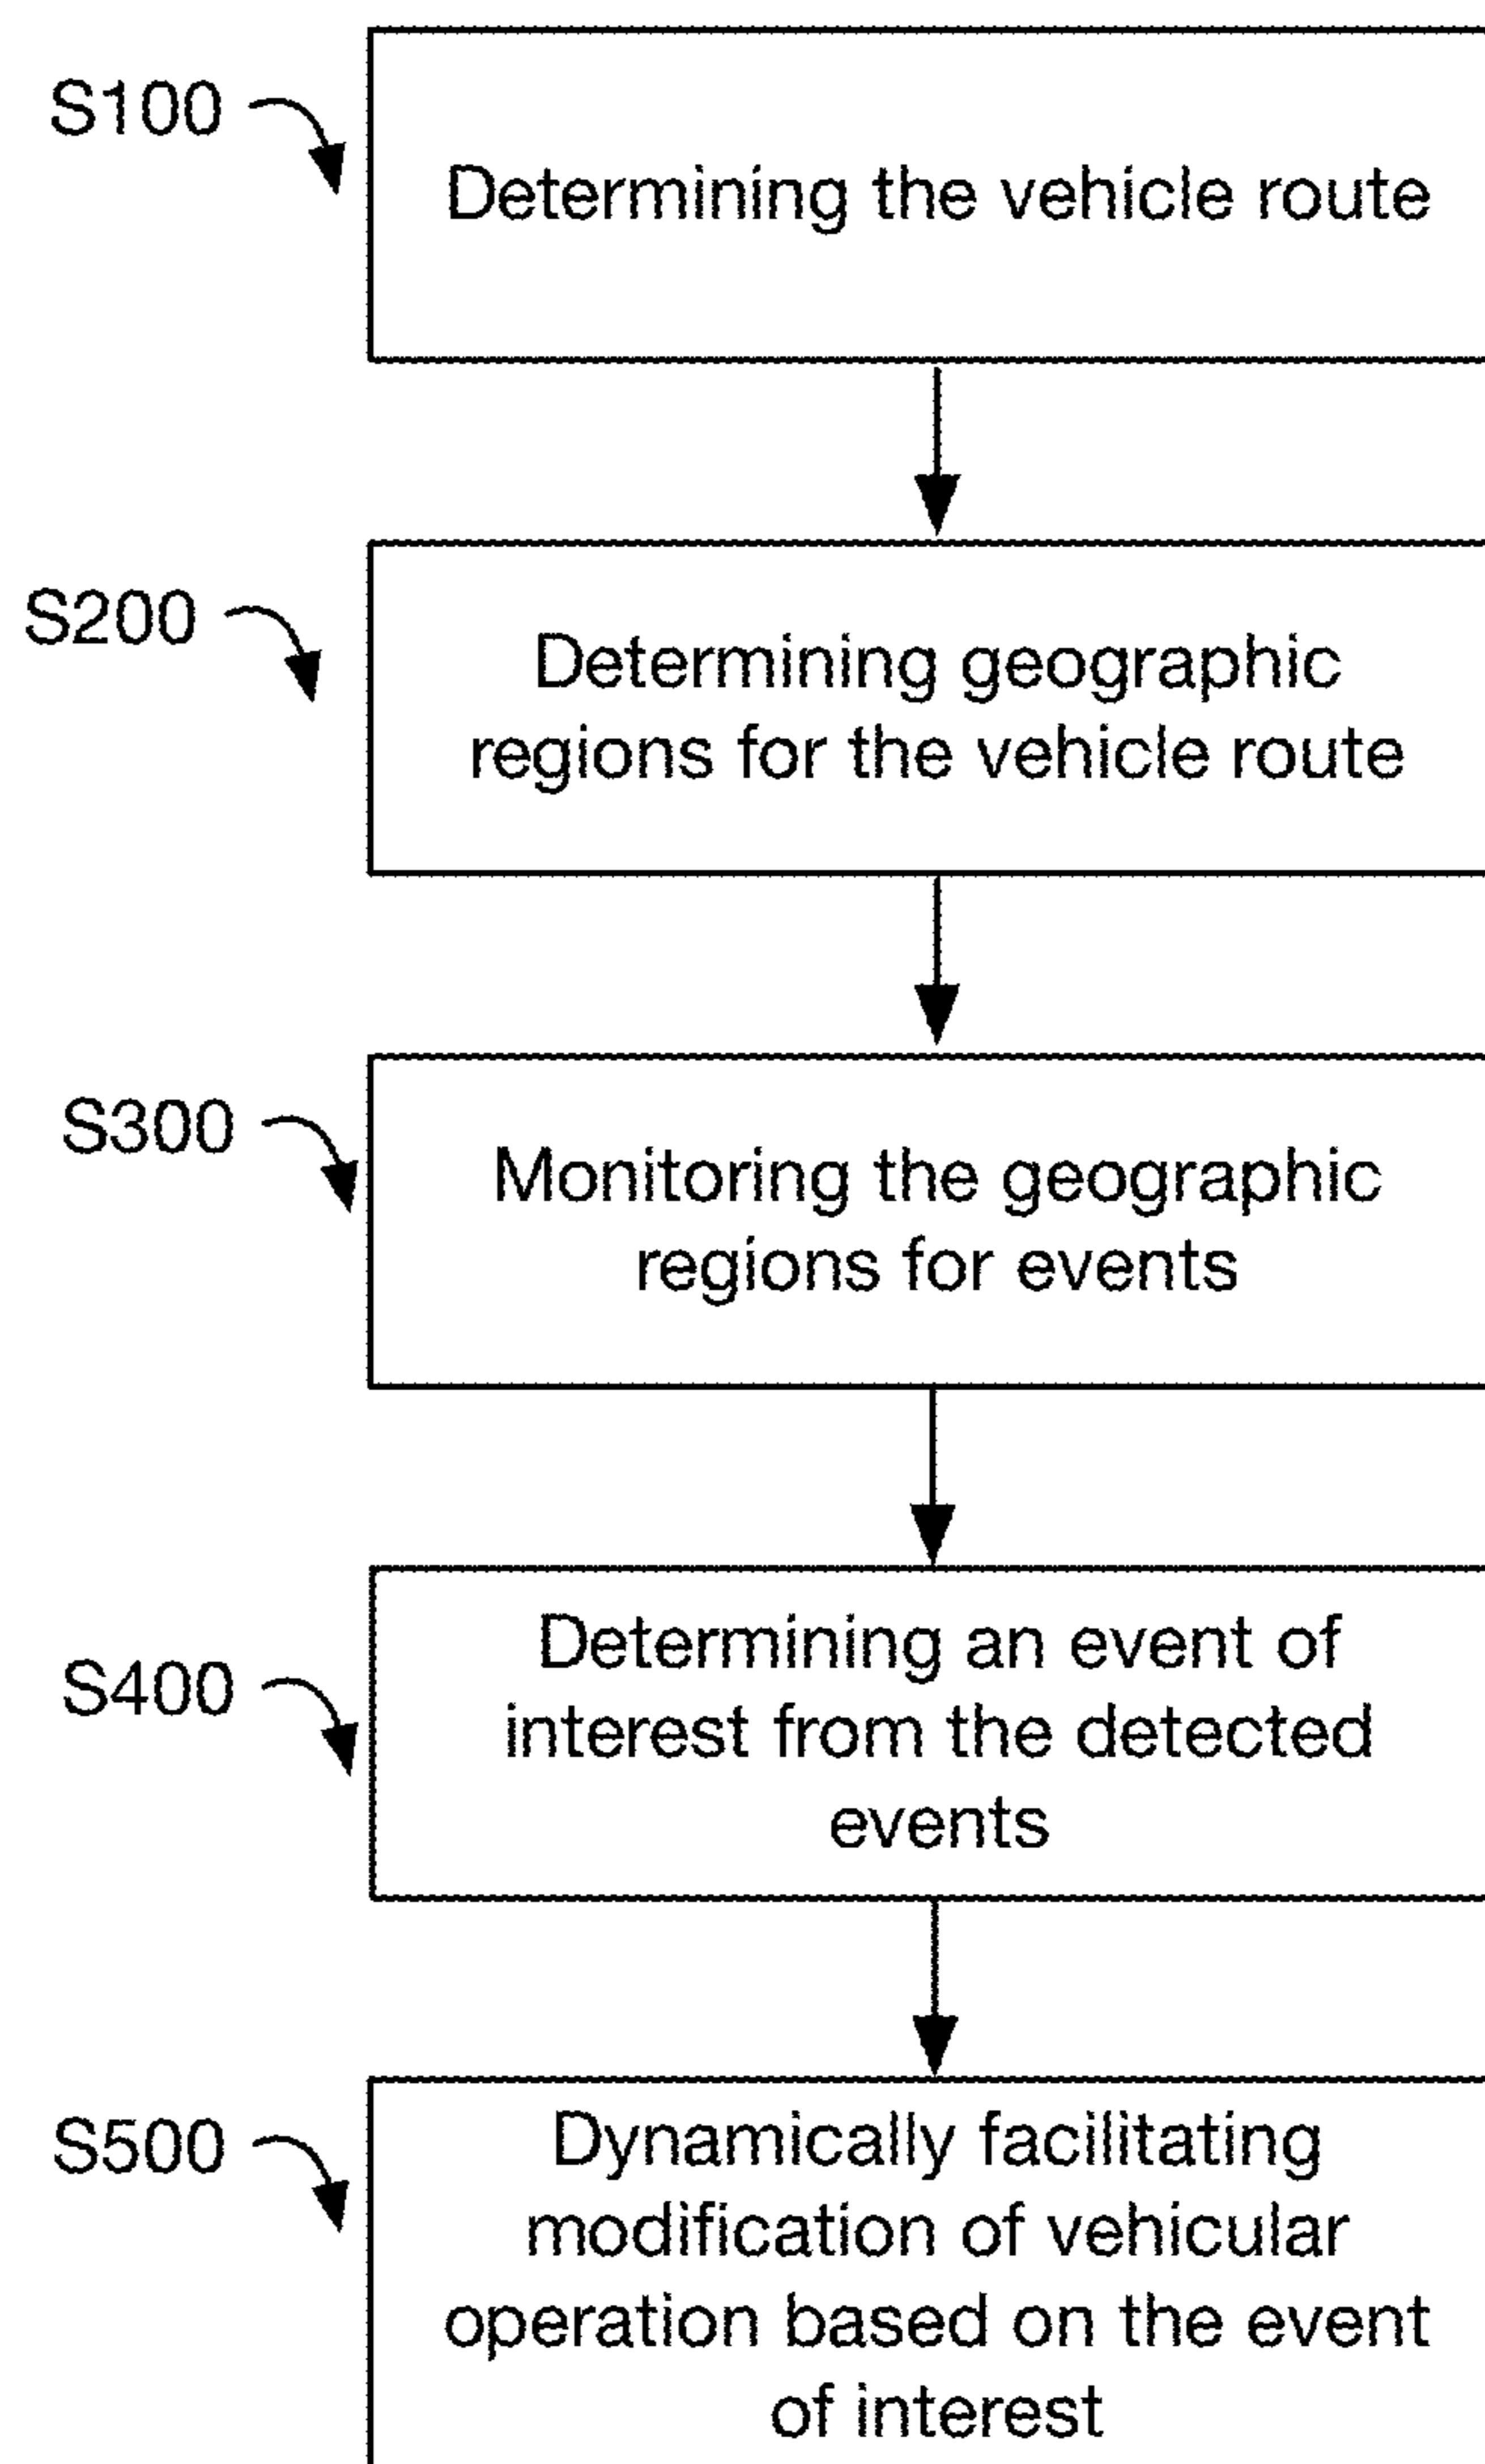 S100
Determining the vehicle route
S200
Determining geographic
regions for the vehicle route
S300
Monitoring the geographic
regions for events
S400
Determining an event of
interest from the detected
events
S500
Dynamically facilitating
modification of vehicular
operation based on the event
of interest